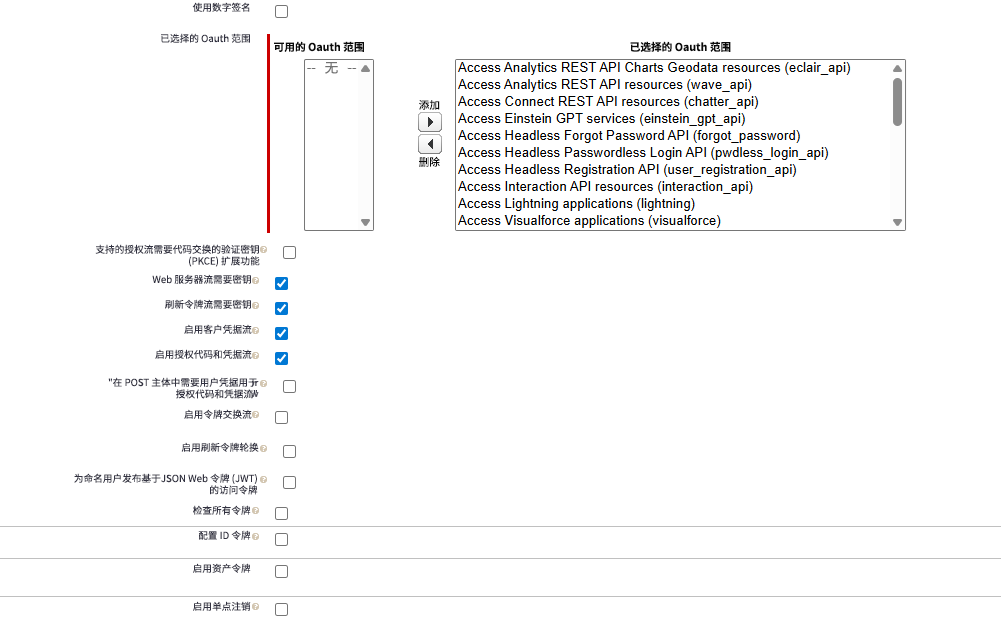 使用数字签名
已选择的 Oauth 范围
可用的 Oauth 范围
已选择的 Oauth 范围
-- 无 --
添加
删除
Access Analytics REST API Charts Geodata resources (eclair_api)
Access Analytics REST API resources (wave_api)
Access Connect REST API resources (chatter_api)
Access Einstein GPT services (einstein_gpt_api)
Access Headless Forgot Password API (forgot_password)
Access Headless Passwordless Login API (pwdless_login_api)
Access Headless Registration API (user_registration_api)
Access Interaction API resources (interaction_api)
Access Lightning applications (lightning)
Access Visualforce applications (visualforce)
支持的授权流需要代码交换的验证密钥
(PKCE) 扩展功能
Web 服务器流需要密钥
刷新令牌流需要密钥
启用客户凭据流
启用授权代码和凭据流
"在 POST 主体中需要用户凭据用于
授权代码和凭据流
启用令牌交换流
启用刷新令牌轮换
为命名用户发布基于JSON Web 令牌 (JWT)
的访问令牌
检查所有令牌
配置 ID 令牌
启用资产令牌
启用单点注销